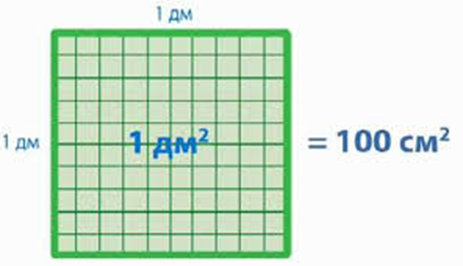 1 дм
1 дм
1 дм²
= 100 см²